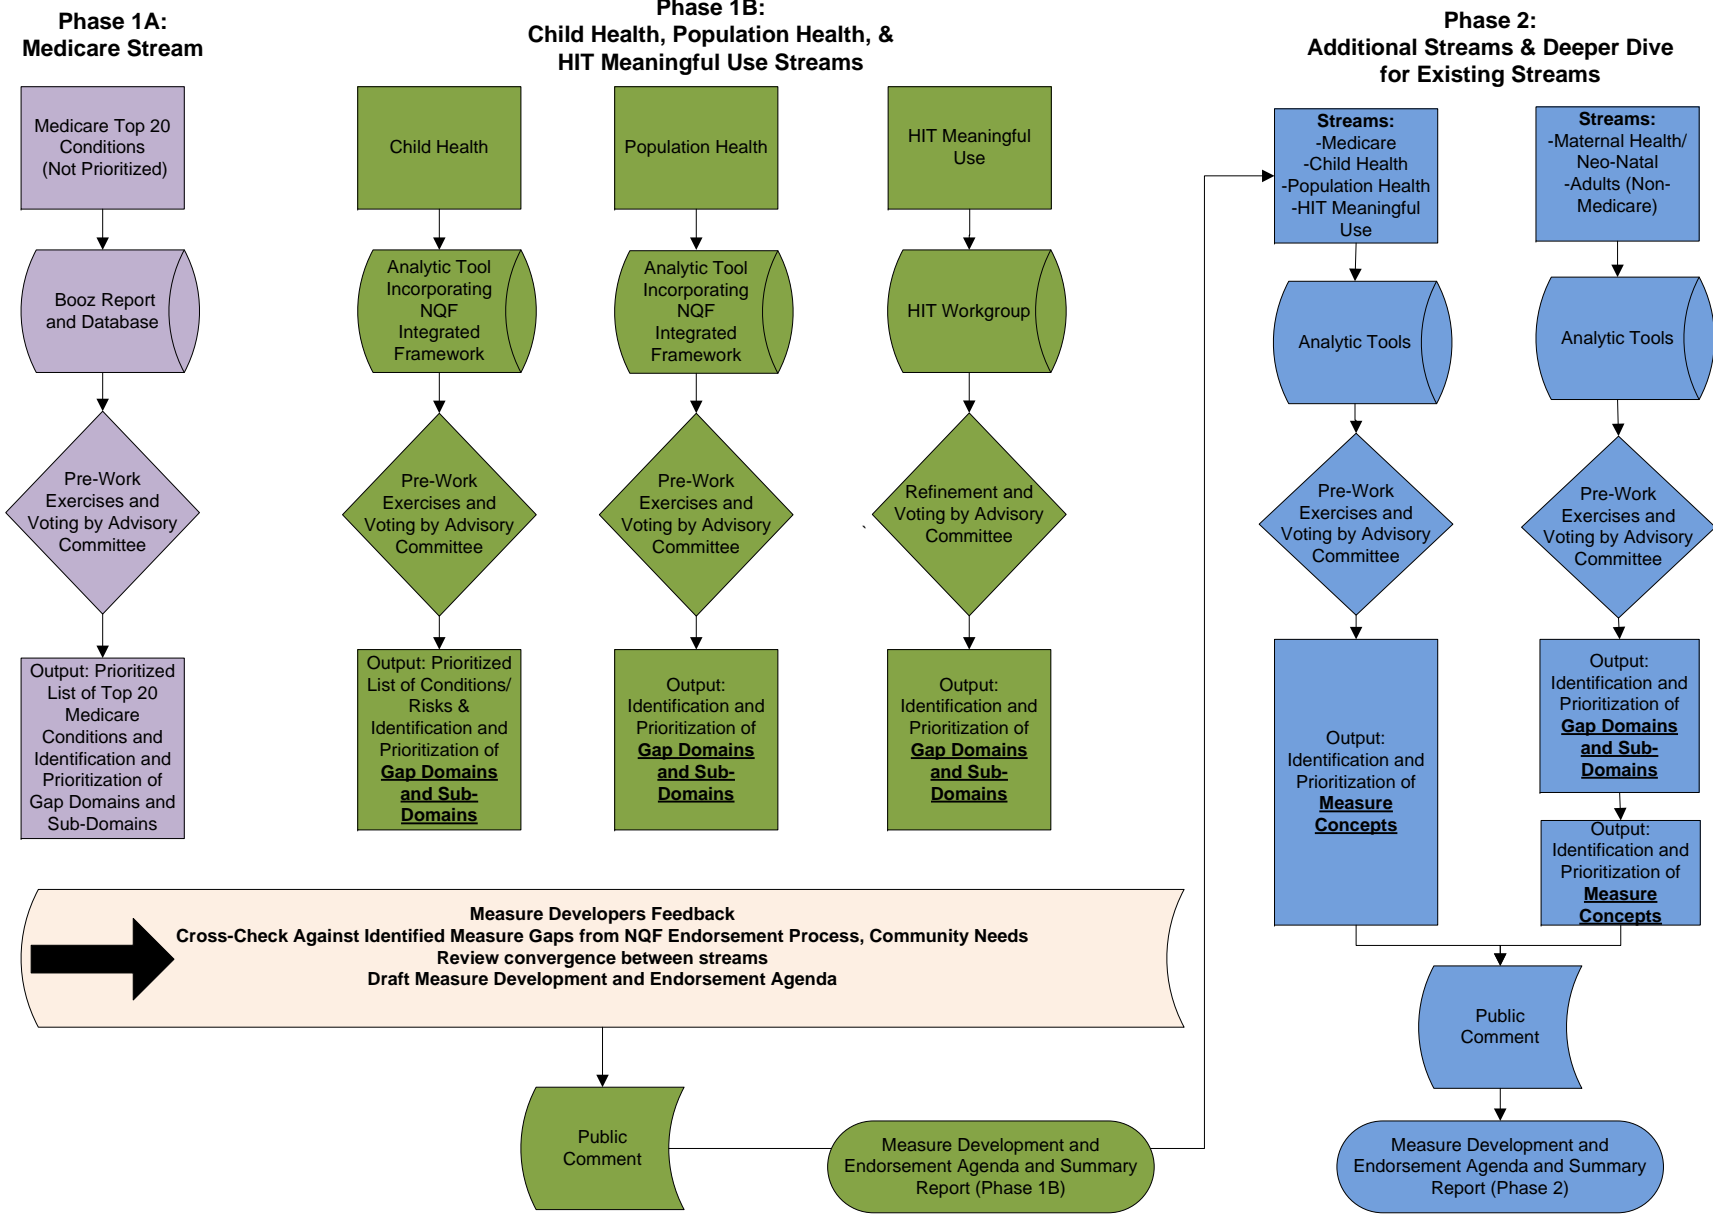 Phase 1A:
Medicare Stream
Phase 1B:
Child Health, Population Health, &
HIT Meaningful Use Streams
Phase 2:
Additional Streams & Deeper Dive
for Existing Streams
Medicare Top 20
Conditions
(Not Prioritized)
Booz Report
and Database
Pre-Work
Exercises and
Voting by Advisory
Committee
Output: Prioritized
List of Top 20
Medicare
Conditions and
Identification and
Prioritization of
Gap Domains and
Sub-Domains
Child Health
Analytic Tool
Incorporating
NQF
Integrated
Framework
Pre-Work
Exercises and
Voting by Advisory
Committee
Output: Prioritized
List of Conditions/
Risks &
Identification and
Prioritization of
Gap Domains
and Sub-
Domains
Population Health
Analytic Tool
Incorporating
NQF
Integrated
Framework
Pre-Work
Exercises and
Voting by Advisory
Committee
Output:
Identification and
Prioritization of
Gap Domains
and Sub-
Domains
HIT Meaningful
Use
HIT Workgroup
`
Refinement and
Voting by Advisory
Committee
Output:
Identification and
Prioritization of
Gap Domains
and Sub-
Domains
Measure Developers Feedback
Cross-Check Against Identified Measure Gaps from NQF Endorsement Process, Community Needs
Review convergence between streams
Draft Measure Development and Endorsement Agenda
Public
Comment
Measure Development and
Endorsement Agenda and Summary
Report (Phase 1B)
Streams:
-Medicare
-Child Health
-Population Health
-HIT Meaningful
Use
Analytic Tools
Pre-Work
Exercises and
Voting by Advisory
Committee
Output:
Identification and
Prioritization of
Measure
Concepts
Streams:
-Maternal Health/
Neo-Natal
-Adults (Non-
Medicare)
Analytic Tools
Pre-Work
Exercises and
Voting by Advisory
Committee
Output:
Identification and
Prioritization of
Gap Domains
and Sub-
Domains
Output:
Identification and
Prioritization of
Measure
Concepts
Public
Comment
Measure Development and
Endorsement Agenda and Summary
Report (Phase 2)